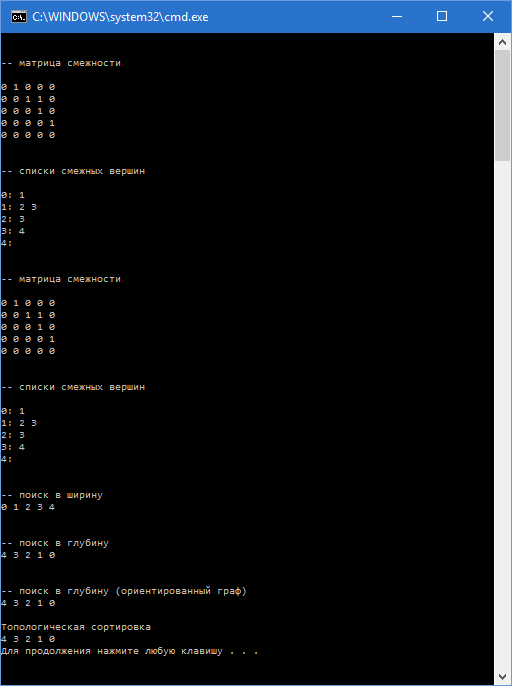 C:\WINDOWS\system32\cmd.exe
-- матрица смежности
0 1 0 0 0
0 0 1 1 0
0 0 0 1 0
0 0 0 0 1
0 0 0 0 0
-- списки смежных вершин
0: 1
1: 2 3
2: 3
3: 4
4:
-- матрица смежности
0 1 0 0 0
0 0 1 1 0
0 0 0 1 0
0 0 0 0 1
0 0 0 0 0
-- списки смежных вершин
0: 1
1: 2 3
2: 3
3: 4
4:
-- поиск в ширину
0 1 2 3 4
-- поиск в глубину
4 3 2 1 0
-- поиск в глубину (ориентированный граф)
4 3 2 1 0
Топологическая сортировка
4 3 2 1 0
Для продолжения нажмите любую клавишу . . .